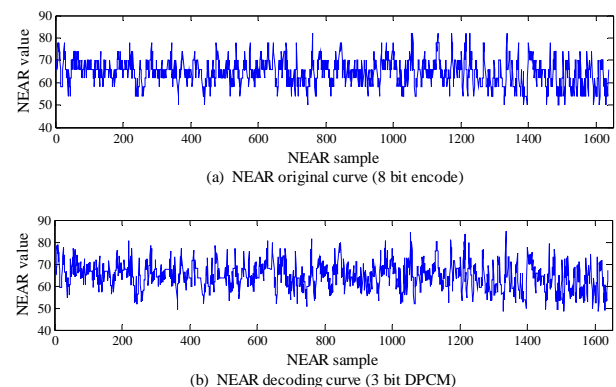 90
80
70
60
50
40
NEAR value
0 200 400 600 800 1000 1200 1400 1600
NEAR sample
(a) NEAR original curve (8 bit encode)
90
80
70
60
50
40
NEAR value
0 200 400 600 800 1000 1200 1400 1600
NEAR sample
(b) NEAR decoding curve (3 bit DPCM)